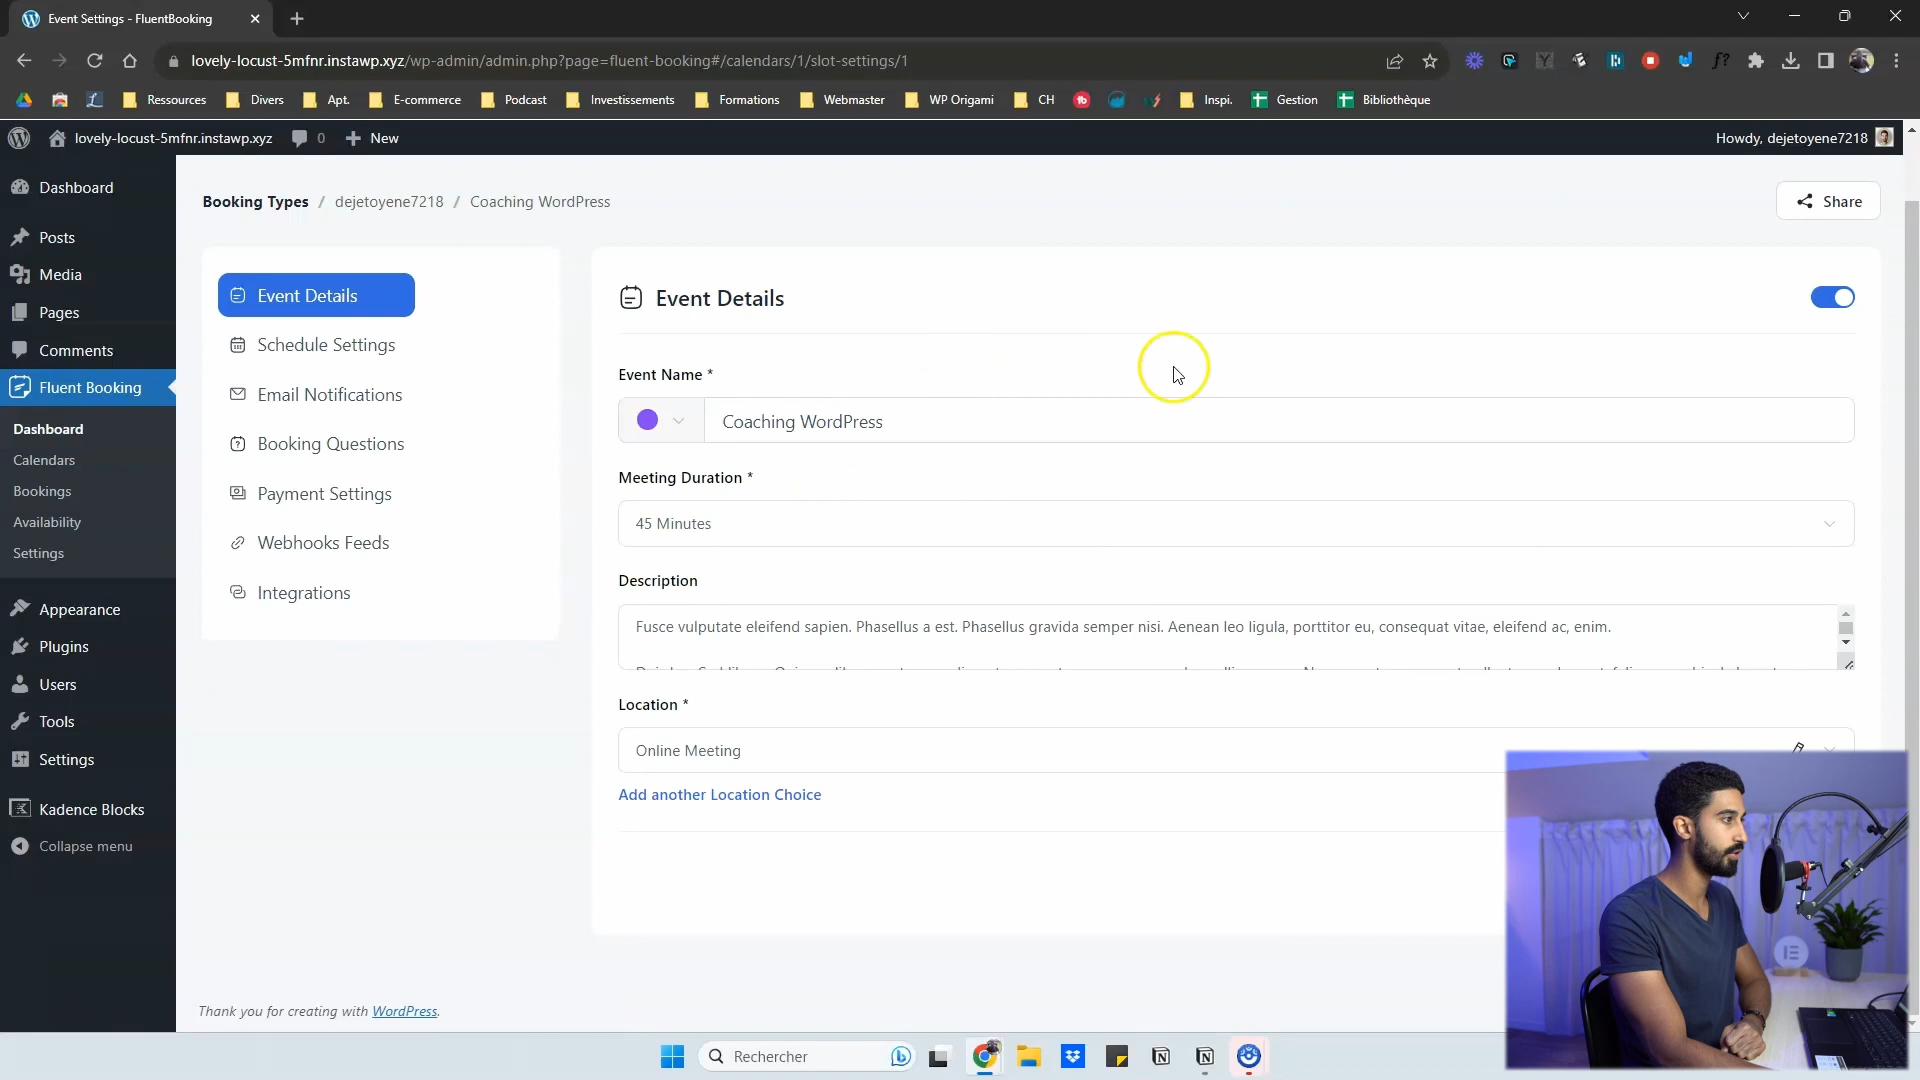 Event Settings - FluentBooking
lovely-locust-5mfnr.instawp.xyz/wp-admin/admin.php?page=fluent-booking#/calendars/1/slot-settings/1
Ressources Divers Apt. E-commerce Podcast Investissements Formations Webmaster WP Origami CH Inspi. Gestion Bibliothèque
lovely-locust-5mfnr.instawp.xyz 0 New Howdy, dejetoyene7218
Dashboard
Posts
Media
Pages
Comments
Fluent Booking
Dashboard
Calendars
Bookings
Availability
Settings
Appearance
Plugins
Users
Tools
Settings
Kadence Blocks
Collapse menu
Booking Types / dejetoyene7218 / Coaching WordPress
Share
Event Details
Schedule Settings
Email Notifications
Booking Questions
Payment Settings
Webhooks Feeds
Integrations
Event Details
Event Name *
Coaching WordPress
Meeting Duration *
45 Minutes
Description
Fusce vulputate eleifend sapien. Phasellus a est. Phasellus gravida semper nisi. Aenean leo ligula, porttitor eu, consequat vitae, eleifend ac, enim.
Location *
Online Meeting
Add another Location Choice
Thank you for creating with WordPress.
Rechercher